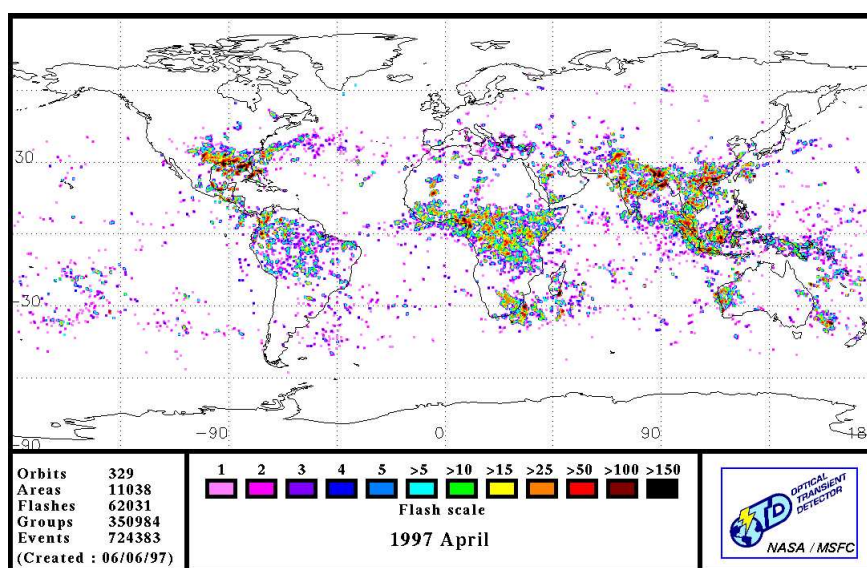 30
-30
-90
-90
0
90
18
Orbits 329
Areas 11038
Flashes 62031
Groups 350984
Events 724383
(Created : 06/06/97)
1 2 3 4 5 >5 >10 >15 >25 >50 >100 >150
Flash scale
1997 April
OPTICAL
TRANSIENT
DETECTOR
OTD
NASA / MSFC